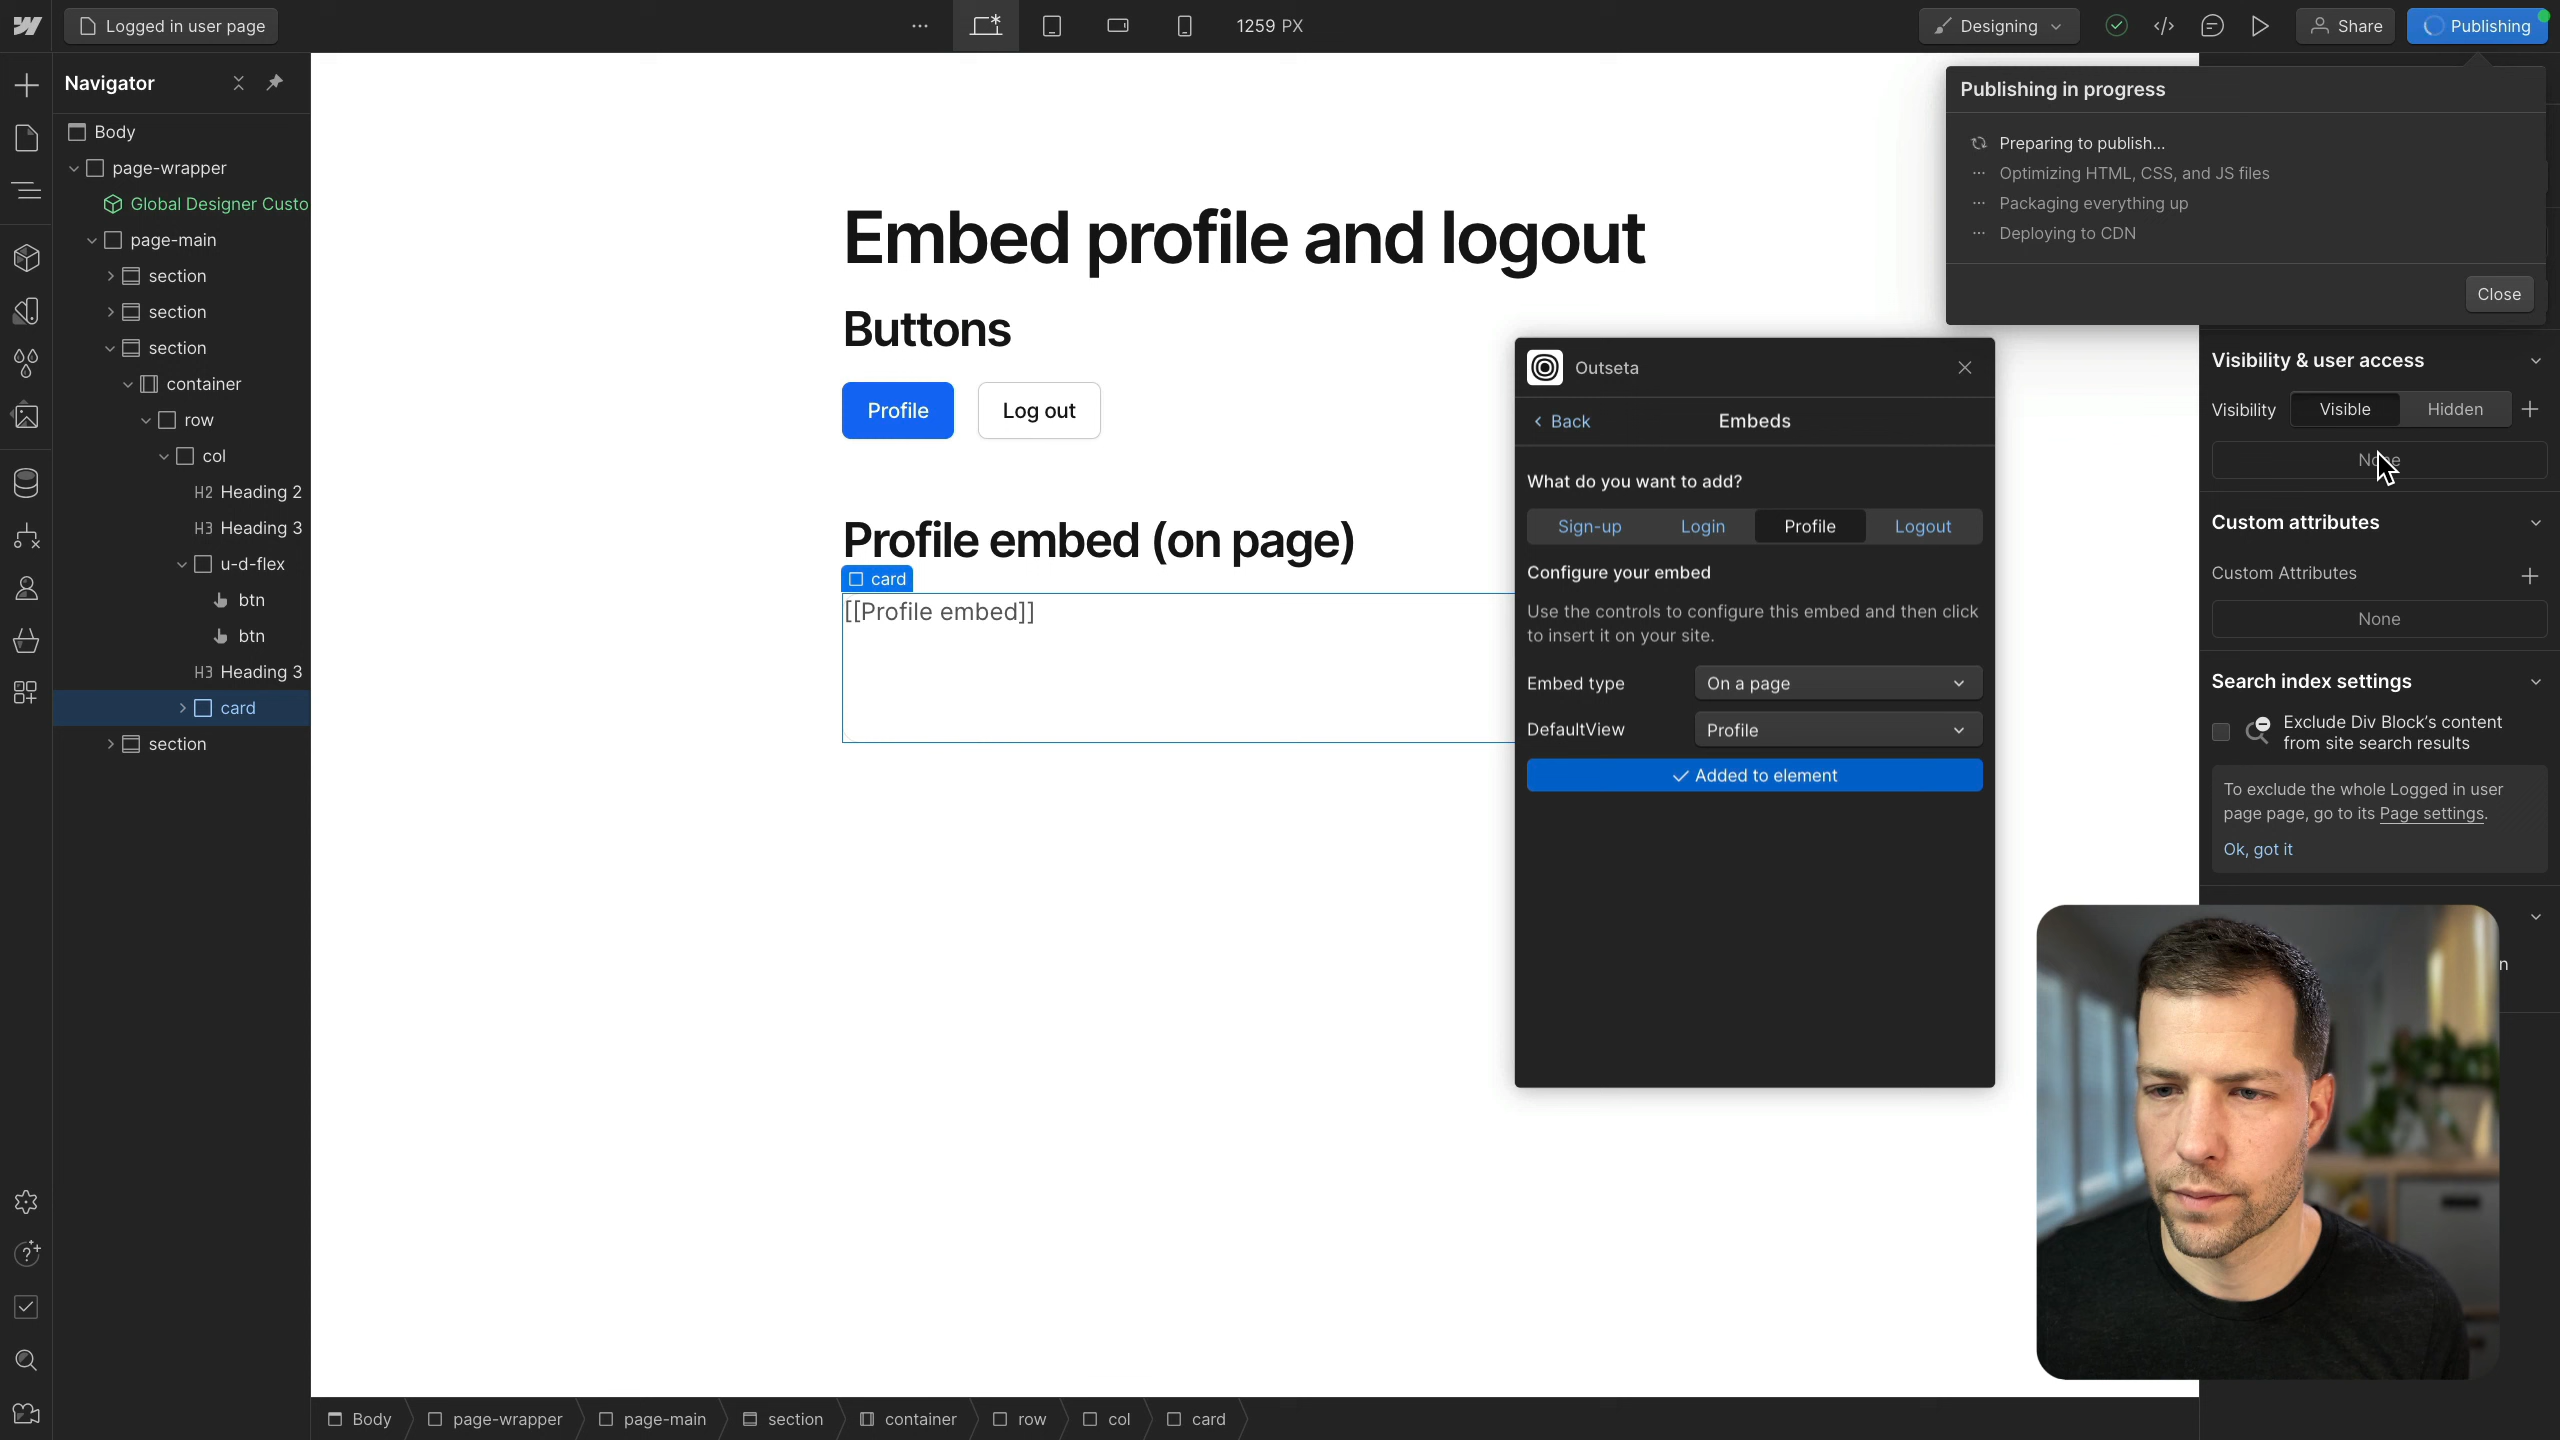 Logged in user page
1259 PX
Designing
Share
Publishing
Navigator
Body
page-wrapper
Global Designer Custo
page-main
section
section
section
container
row
col
H2 Heading 2
H3 Heading 3
u-d-flex
btn
btn
H3 Heading 3
card
section
Embed profile and logout
Buttons
Profile
Log out
Profile embed (on page)
card
[[Profile embed]]
Outseta
Back
Embeds
What do you want to add?
Sign-up
Login
Profile
Logout
Configure your embed
Use the controls to configure this embed and then click
to insert it on your site.
Embed type
On a page
DefaultView
Profile
Added to element
Publishing in progress
Preparing to publish...
Optimizing HTML, CSS, and JS files
Packaging everything up
Deploying to CDN
Close
Visibility & user access
Visibility
Visible
Hidden
None
Custom attributes
Custom Attributes
None
Search index settings
Exclude Div Block's content
from site search results
To exclude the whole Logged in user
page page, go to its Page settings.
Ok, got it
n
Body
page-wrapper
page-main
section
container
row
col
card